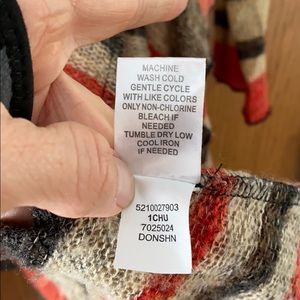 MACHINE
WASH COLD
GENTLE CYCLE
WITH LIKE COLORS
ONLY NON-CHLORINE
BLEACH IF
NEEDED
TUMBLE DRY LOW
COOL IRON
IF NEEDED
5210027903
1CHU
7025024
DONSHN